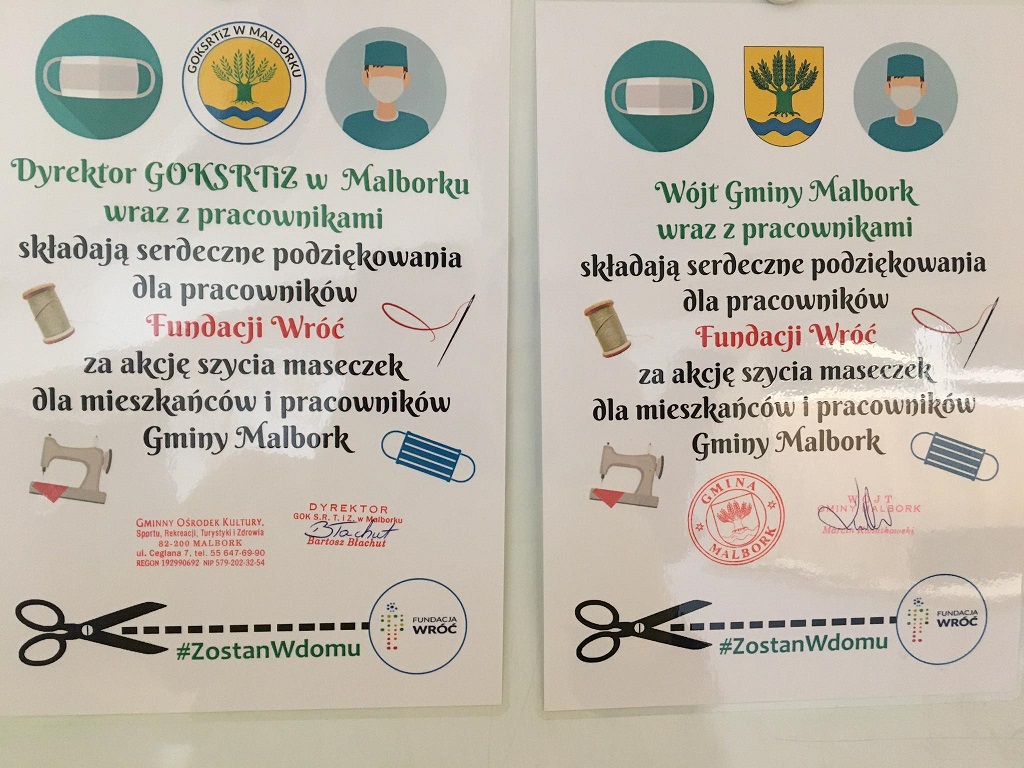 GOKSRTiZ W MALBORKU
Dyrektor GOKSRTiZ w Malborku
wraz z pracownikami
składają serdeczne podziękowania
dla pracowników
Fundacji Wróć
za akcję szycia maseczek
dla mieszkańców i pracowników
Gminy Malbork
GMINNY OŚRODEK KULTURY,
Sportu, Rekreacji, Turystyki i Zdrowia
82-200 MALBORK
ul. Ceglana 7, tel. 55 647-69-90
REGON 192990692 NIP 579-202-32-54
DYREKTOR
GOK S.R. T. i Z. w Malborku
Błachut
Bartosz Błachut
#ZostanWdomu
FUNDACJA
WRÓĆ
Wójt Gminy Malbork
wraz z pracownikami
składają serdeczne podziękowania
dla pracowników
Fundacji Wróć
za akcję szycia maseczek
dla mieszkańców i pracowników
Gminy Malbork
GMINA
MALBORK
WÓJT
GMINY MALBORK
Marcin
#ZostanWdomu
FUNDACJA
WRÓĆ